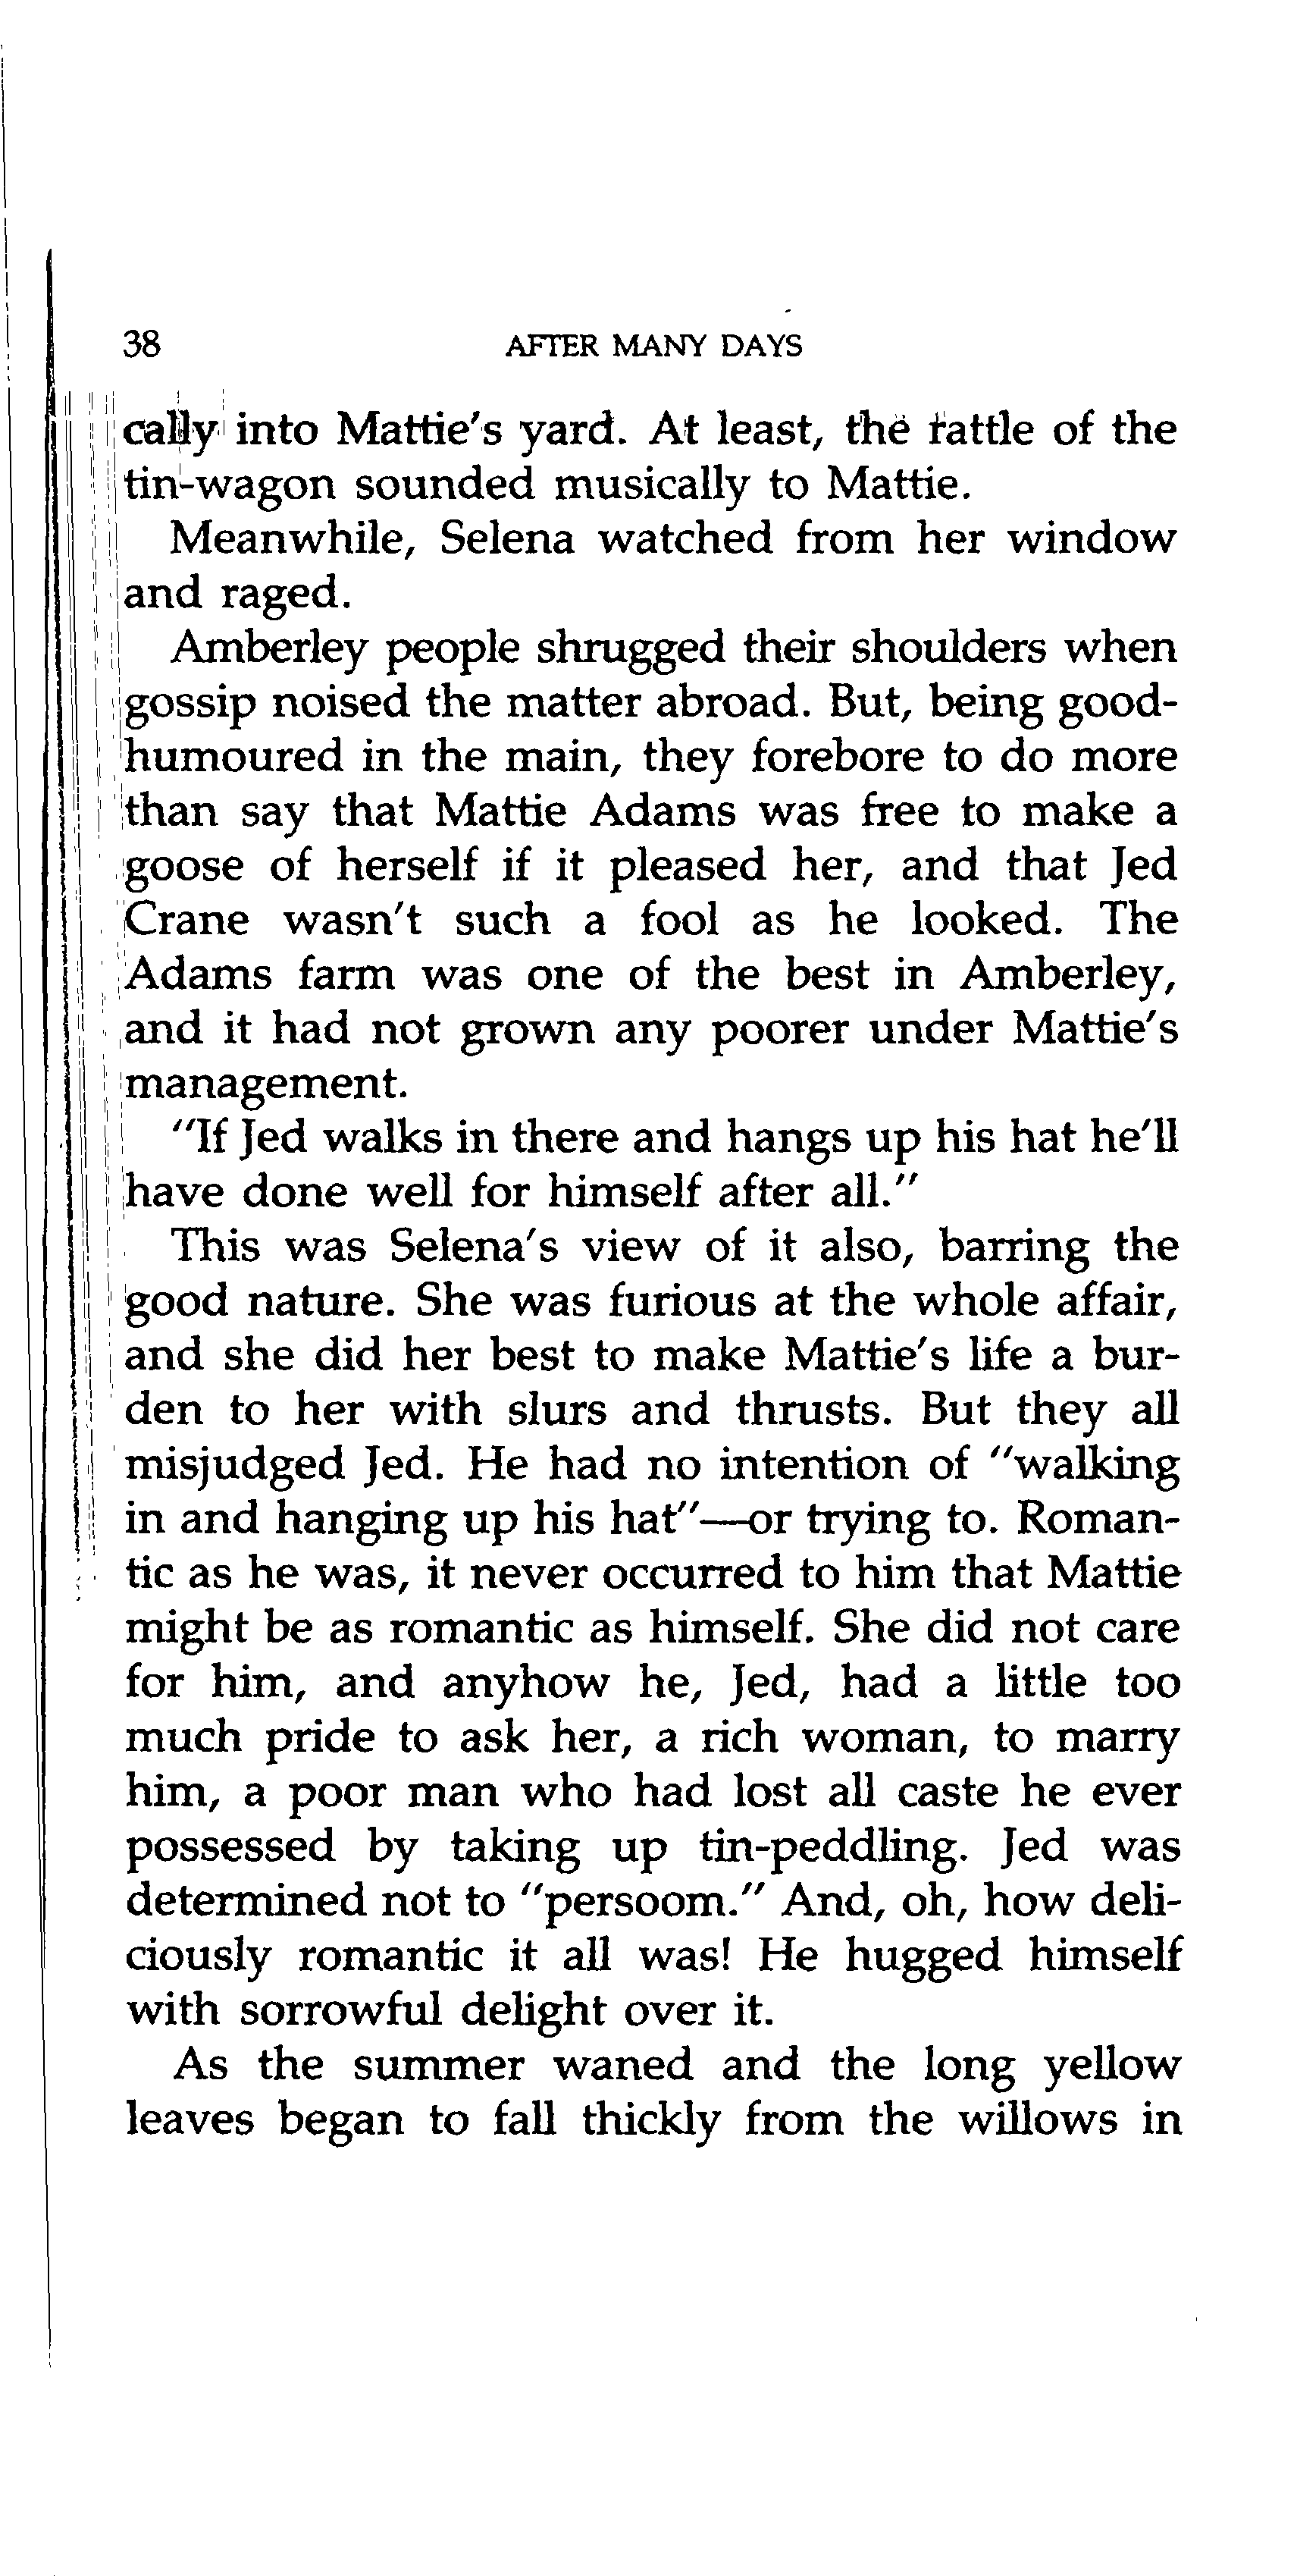 38 AFTER MANY DAYS
cally into Mattie's yard. At least, the rattle of the
tin-wagon sounded musically to Mattie.
Meanwhile, Selena watched from her window
and raged.
Amberley people shrugged their shoulders when
gossip noised the matter abroad. But, being good-
humoured in the main, they forebore to do more
than say that Mattie Adams was free to make a
goose of herself if it pleased her, and that Jed
Crane wasn't such a fool as he looked. The
Adams farm was one of the best in Amberley,
and it had not grown any poorer under Mattie's
management.
"If Jed walks in there and hangs up his hat he'll
have done well for himself after all."
This was Selena's view of it also, barring the
good nature. She was furious at the whole affair,
and she did her best to make Mattie's life a bur-
den to her with slurs and thrusts. But they all
misjudged Jed. He had no intention of "walking
in and hanging up his hat"—or trying to. Roman-
tic as he was, it never occurred to him that Mattie
might be as romantic as himself. She did not care
for him, and anyhow he, Jed, had a little too
much pride to ask her, a rich woman, to marry
him, a poor man who had lost all caste he ever
possessed by taking up tin-peddling. Jed was
determined not to "persoom." And, oh, how deli-
ciously romantic it all was! He hugged himself
with sorrowful delight over it.
As the summer waned and the long yellow
leaves began to fall thickly from the willows in